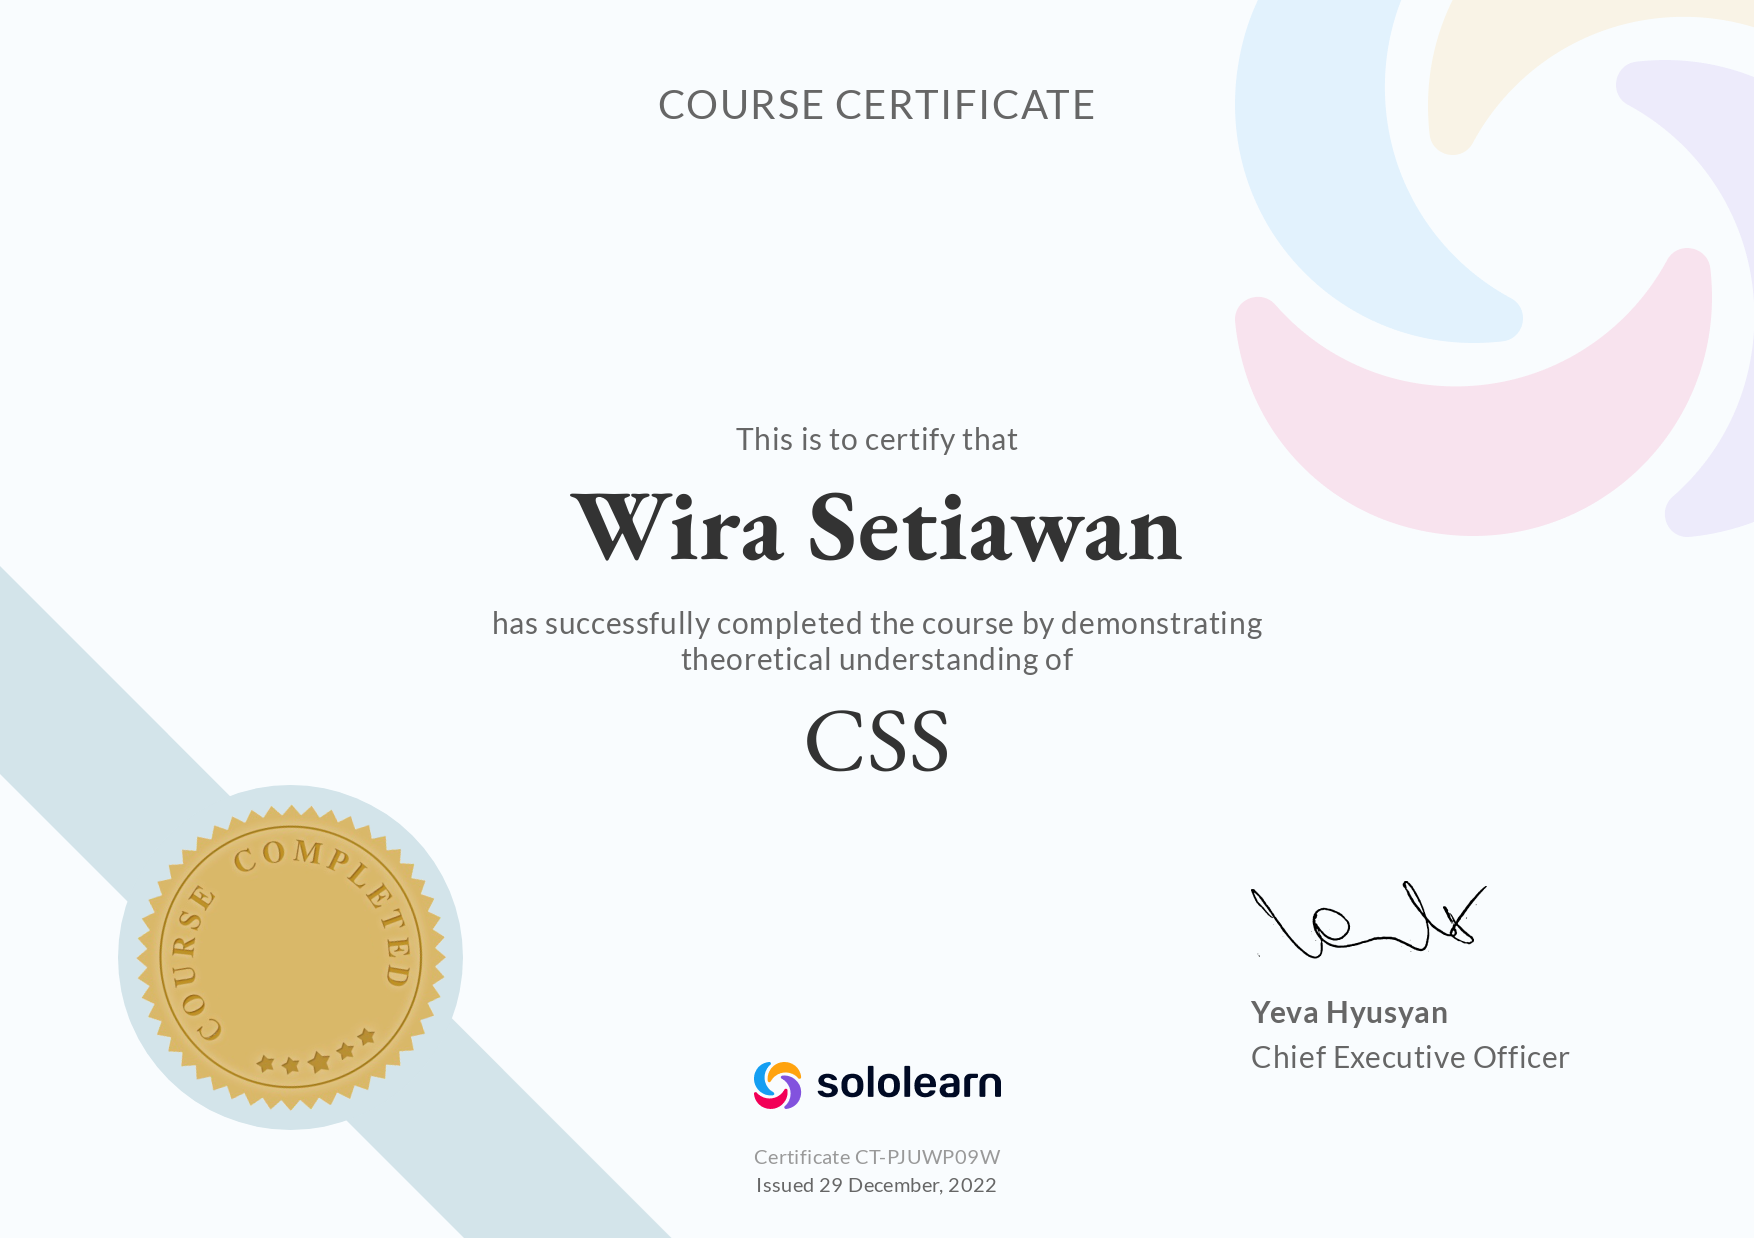 COURSE CERTIFICATE
This is to certify that
Wira Setiawan
has successfully completed the course by demonstrating
theoretical understanding of
CSS
COURSE COMPLETED
Yeva Hyusyan
Chief Executive Officer
sololearn
Certificate CT-PJUWP09W
Issued 29 December, 2022